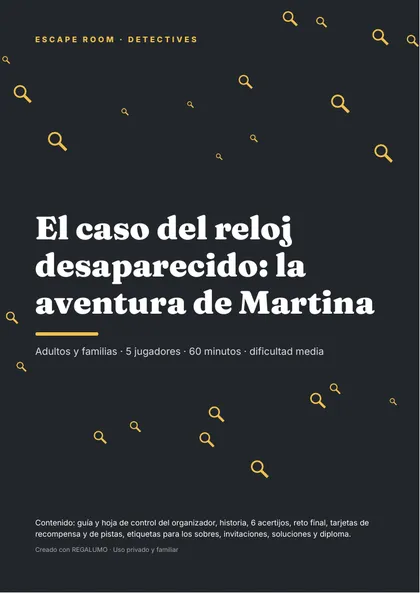 ESCAPE ROOM · DETECTIVES
El caso del reloj
desaparecido: la
aventura de Martina
Adultos y familias · 5 jugadores · 60 minutos · dificultad media
Contenido: guía y hoja de control del organizador, historia, 6 acertijos, reto final, tarjetas de
recompensa y de pistas, etiquetas para los sobres, invitaciones, soluciones y diploma.
Creado con REGALUMO · Uso privado y familiar